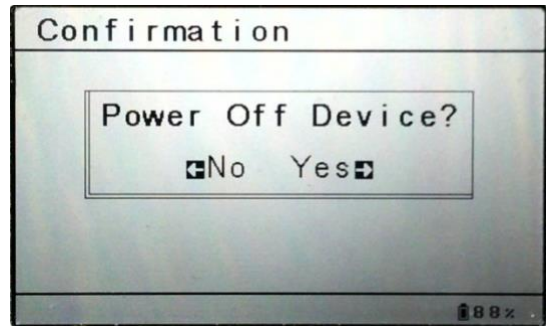 Confirmation
Power Off Device?
No Yes
88%